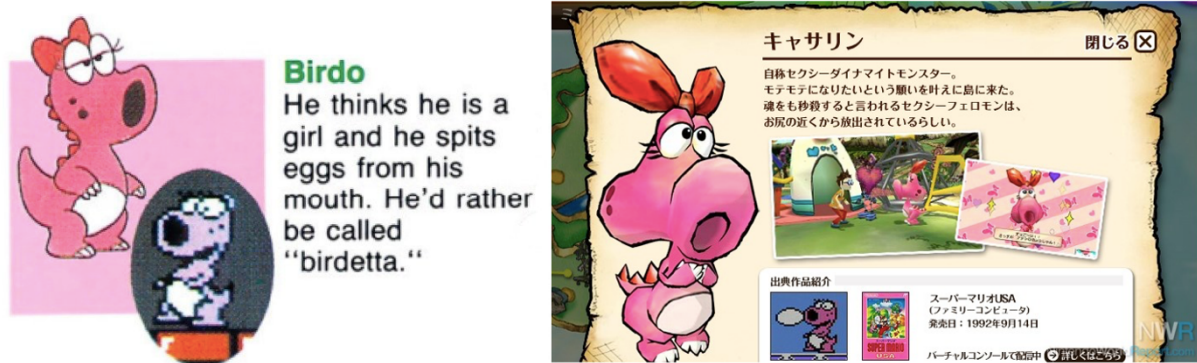 Birdo
He thinks he is a
girl and he spits
eggs from his
mouth. He'd rather
be called
"birdetta."
キャサリン
閉じる
自称セクシーダイナマイトモンスター。
モテモテになりたいという願いを叶えに島に来た。
魂をも秒殺すると言われるセクシーフェロモンは、
お尻の近くから放出されているらしい。
出典作品紹介
スーパーマリオUSA
(ファミリーコンピュータ)
発売日：1992年9月14日
SUPER MARIO
USA
バーチャルコンソールで配信中
詳しくはこちら
NWR